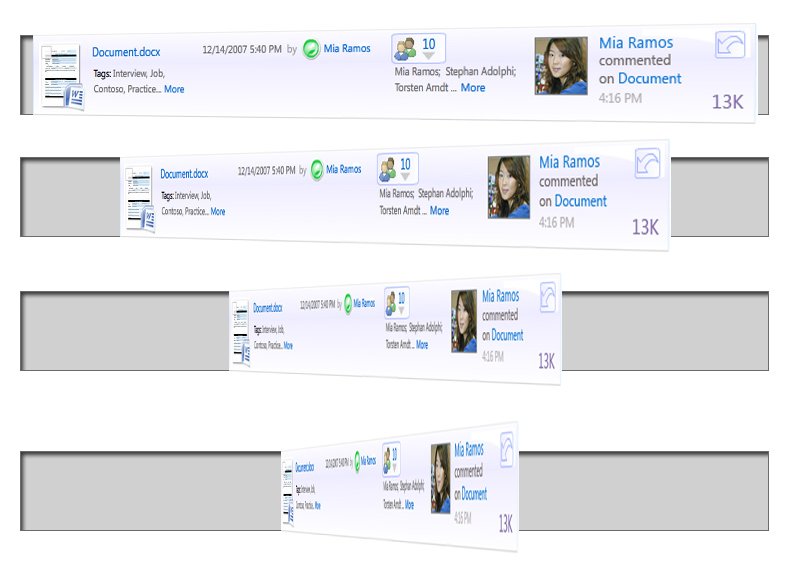 Document.docx
12/14/2007 5:40 PM by Mia Ramos
10
Mia Ramos
commented
on Document
4:16 PM
Tags: Interview, Job,
Contoso, Practice... More
Mia Ramos; Stephan Adolphi;
Torsten Arndt ... More
13K
Document.docx
12/14/2007 5:40 PM by Mia Ramos
10
Mia Ramos
commented
on Document
4:16 PM
Tags: Interview, Job,
Contoso, Practice... More
Mia Ramos; Stephan Adolphi;
Torsten Arndt ... More
13K
Document.docx
12/14/2007 5:40 PM by Mia Ramos
10
Mia Ramos
commented
on Document
4:16 PM
Tags: Interview, Job,
Contoso, Practice... More
Mia Ramos; Stephan Adolphi;
Torsten Arndt ... More
13K
Document.docx
12/14/2007 5:40 PM by Mia Ramos
10
Mia Ramos
commented
on Document
4:16 PM
Tags: Interview, Job,
Contoso, Practice... More
Mia Ramos; Stephan Adolphi;
Torsten Arndt ... More
13K